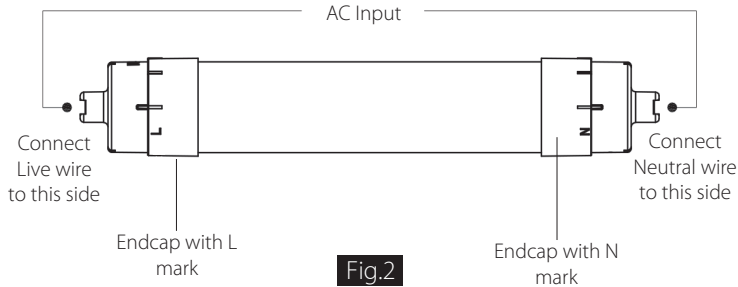 AC Input
L
N
Connect
Live wire
to this side
Connect
Neutral wire
to this side
Endcap with L
mark
Endcap with N
mark
Fig.2